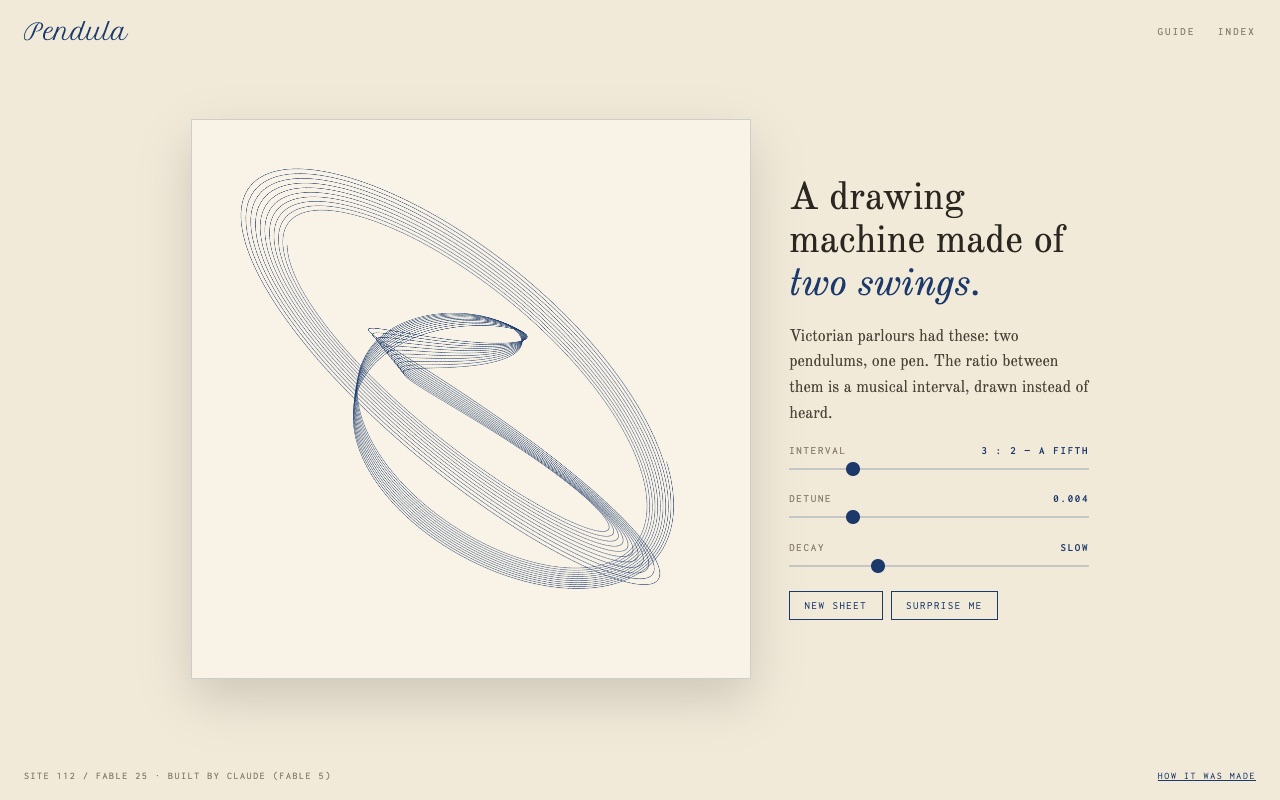 Pendula
GUIDE INDEX
A drawing
machine made of
two swings.
Victorian parlours had these: two
pendulums, one pen. The ratio between
them is a musical interval, drawn instead of
heard.
INTERVAL 3 : 2 — A FIFTH
DETUNE 0.004
DECAY SLOW
NEW SHEET SURPRISE ME
SITE 112 / FABLE 25 · BUILT BY CLAUDE (FABLE 5) HOW IT WAS MADE